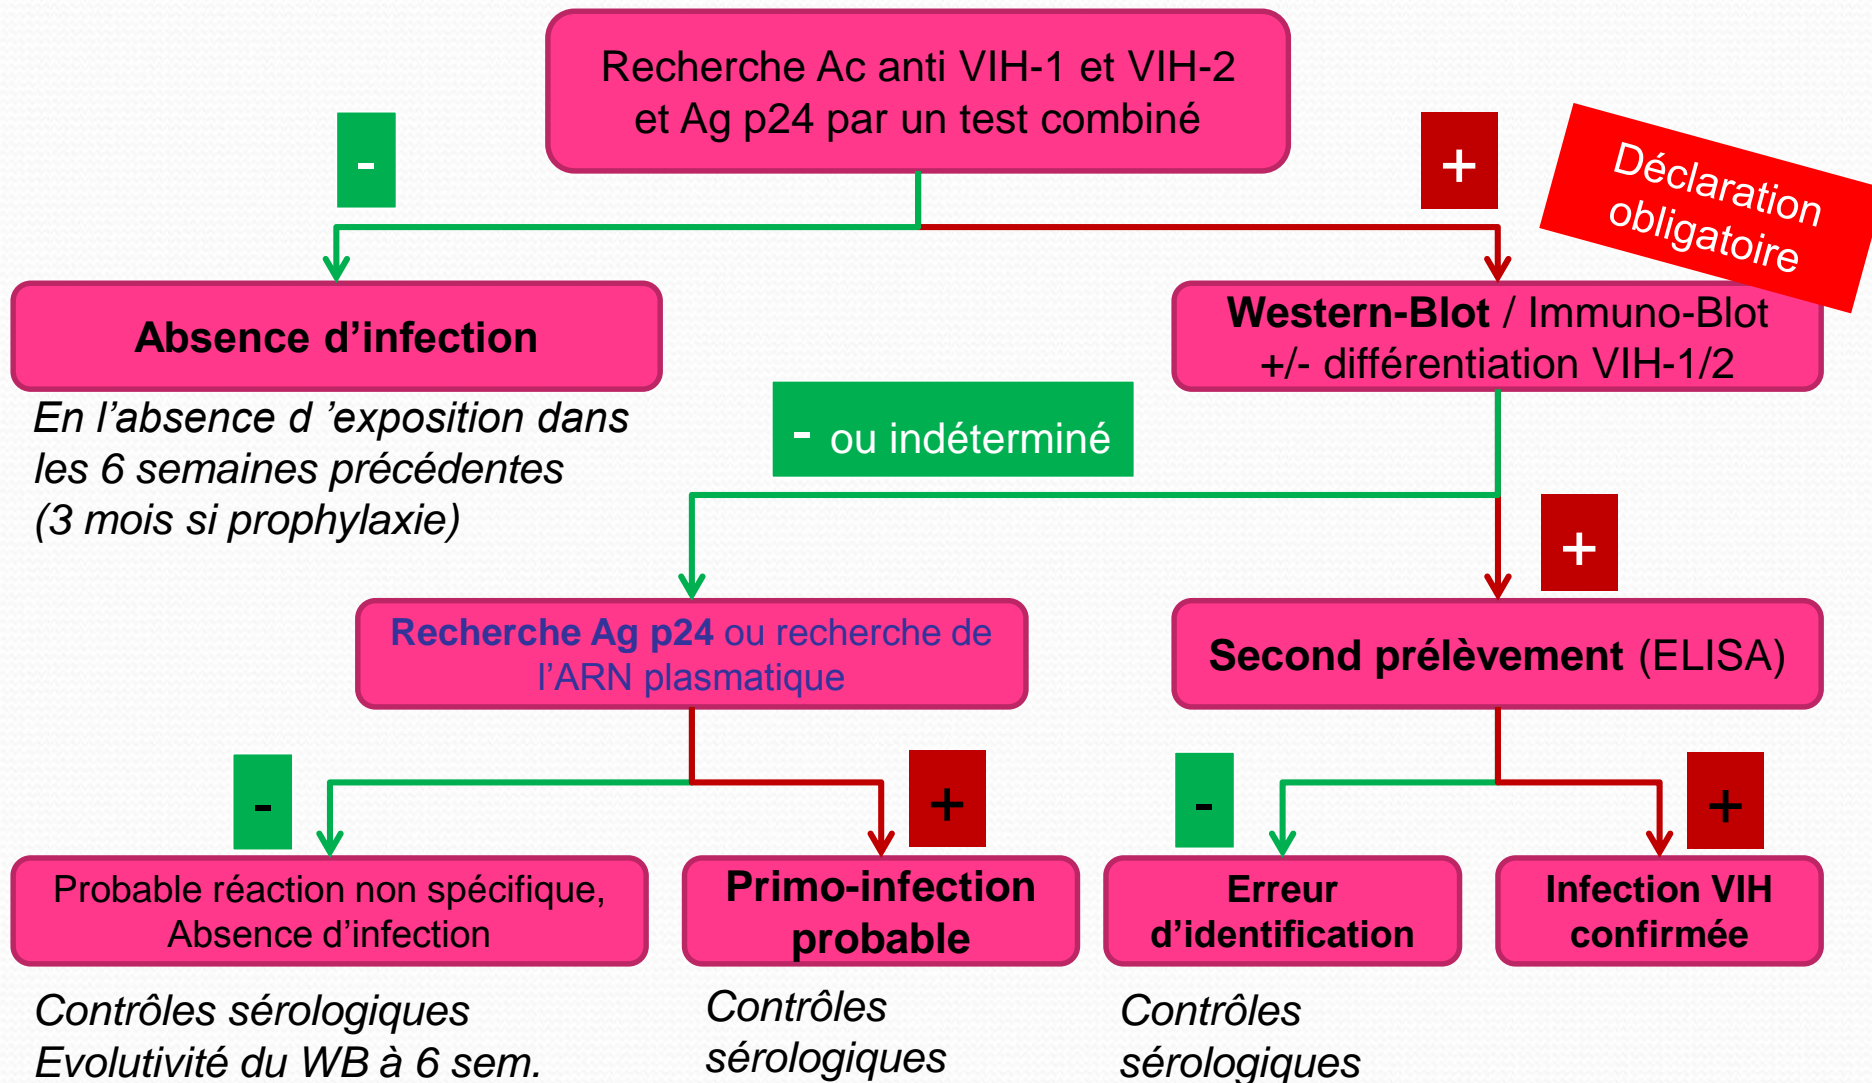 Recherche Ac anti VIH-1 et VIH-2
et Ag p24 par un test combiné
-
+
Déclaration
obligatoire
Absence d’infection
Western-Blot / Immuno-Blot
+/- différentiation VIH-1/2
En l’absence d ’exposition dans
les 6 semaines précédentes
(3 mois si prophylaxie)
- ou indéterminé
+
Recherche Ag p24 ou recherche de
l’ARN plasmatique
Second prélèvement (ELISA)
-
+
-
+
Probable réaction non spécifique,
Absence d’infection
Primo-infection
probable
Erreur
d’identification
Infection VIH
confirmée
Contrôles sérologiques
Evolutivité du WB à 6 sem.
Contrôles
sérologiques
Contrôles
sérologiques